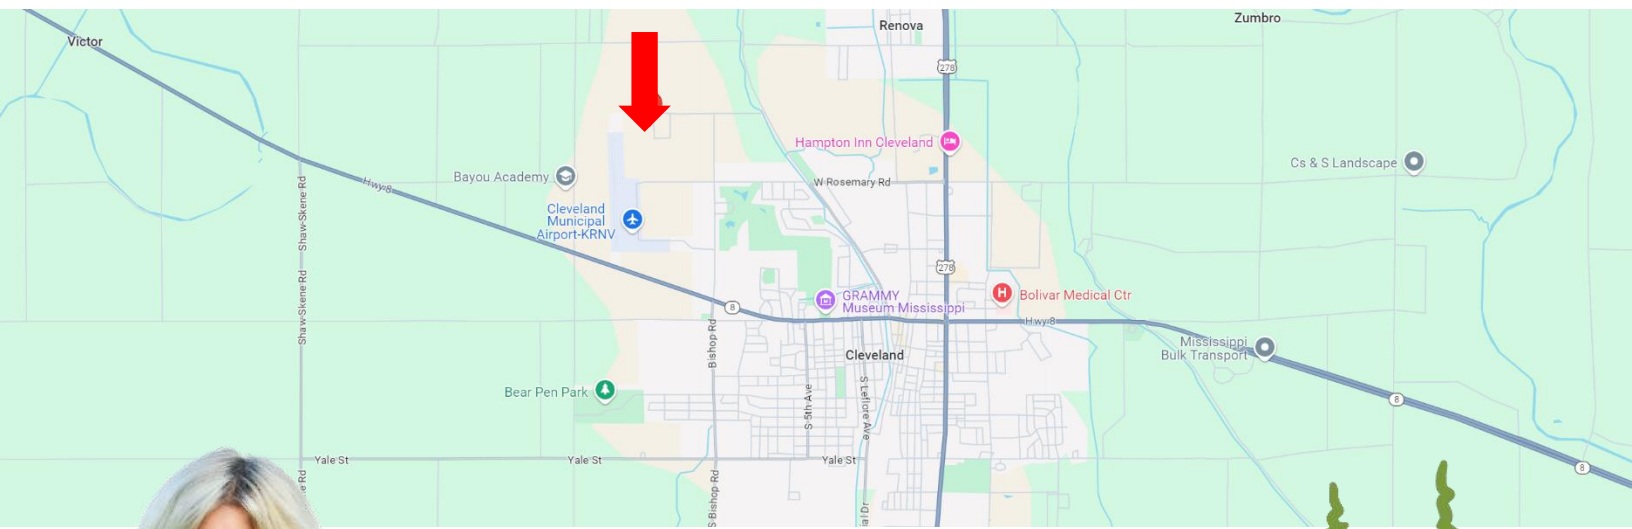 Renova
Zumbro
Victor
278
Hampton Inn Cleveland
Cs & S Landscape
Bayou Academy
Hwy 8
W Rosemary Rd
Shaw-Skene Rd
Shaw-Skene Rd
Cleveland
Municipal
Airport-KRNV
278
GRAMMY
Museum Mississippi
Bolivar Medical Ctr
H
8
Hwy 8
Shaw-Skene Rd
Bishop Rd
Mississippi
Bulk Transport
Cleveland
Bear Pen Park
S 5th Ave
S Leflore Ave
8
Yale St
Yale St
Yale St
8
S Bishop Rd